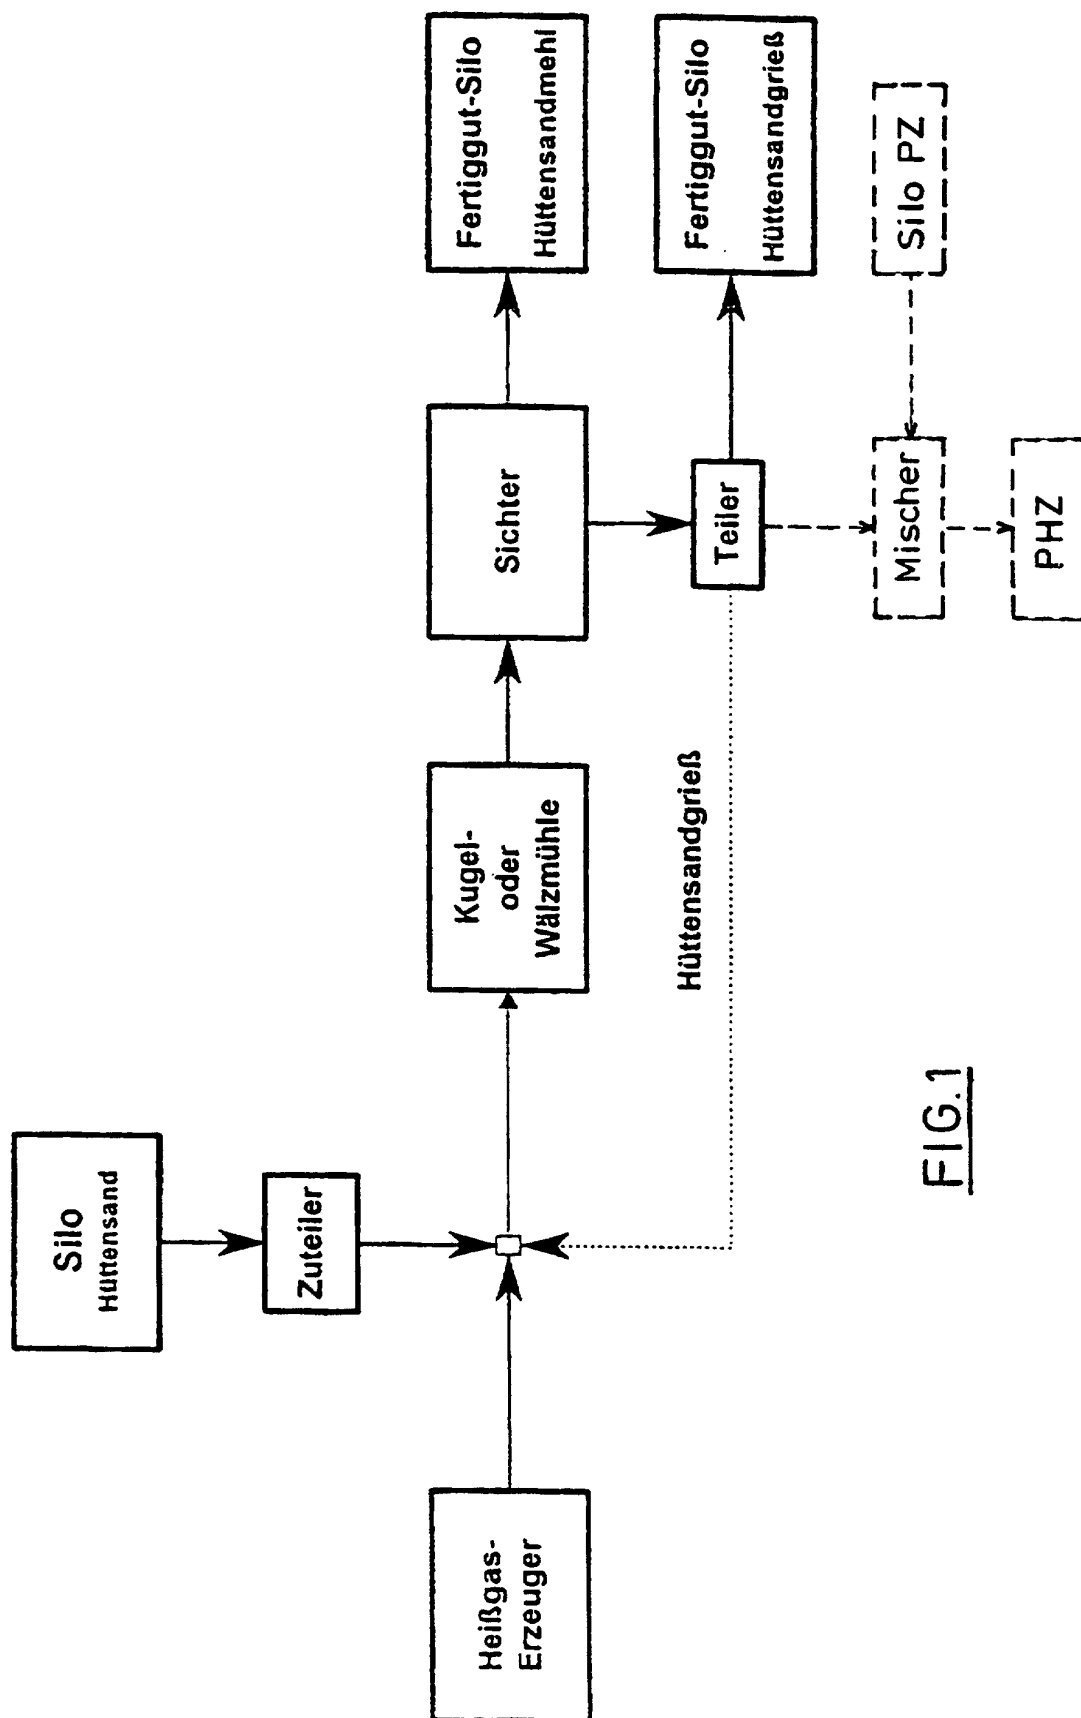 Silo
Hüttensand
Zuteiler
Heißgas-
Erzeuger
Kugel-
oder
Wälzmühle
Sichter
Fertiggut-Silo
Hüttensandmehl
Teiler
Fertiggut-Silo
Hüttensandgrieß
Hüttensandgrieß
Mischer
Silo PZ
PHZ
FIG.1